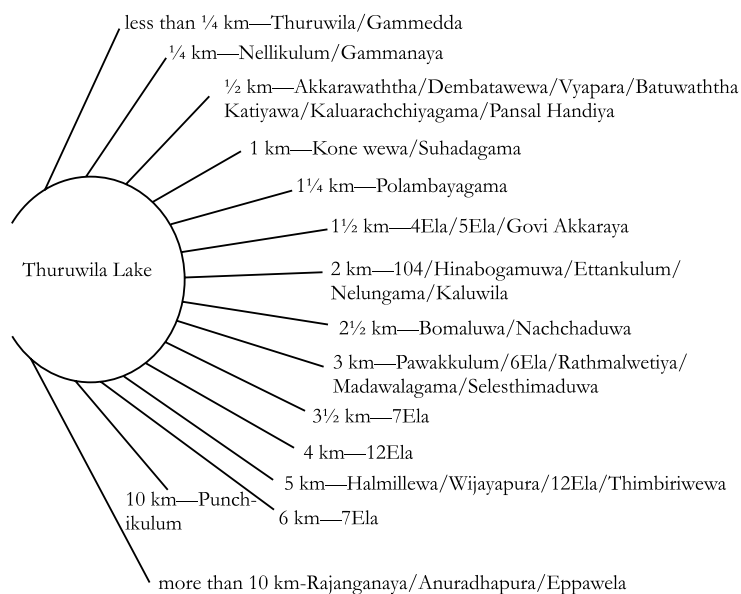 less than ¼ km—Thuruwila/Gammedda
¼ km—Nellikulum/Gammanaya
½ km—Akkarawaththa/Dembatawewa/Vyapara/Batuwaththa
Katiyawa/Kaluarachchiyagama/Pansal Handiya
1 km—Kone wewa/Suhadagama
1¼ km—Polambayagama
1½ km—4Ela/5Ela/Govi Akkaraya
Thuruwila Lake
2 km—104/Hinabogamuwa/Ettankulum/
Nelungama/Kaluwila
2½ km—Bomaluwa/Nachchaduwa
3 km—Pawakkulum/6Ela/Rathmalwetiya/
Madawalagama/Selesthimaduwa
3½ km—7Ela
4 km—12Ela
5 km—Halmillewa/Wijayapura/12Ela/Thimbiriwewa
10 km—Punch-
ikulum
6 km—7Ela
more than 10 km-Rajanganaya/Anuradhapura/Eppawela